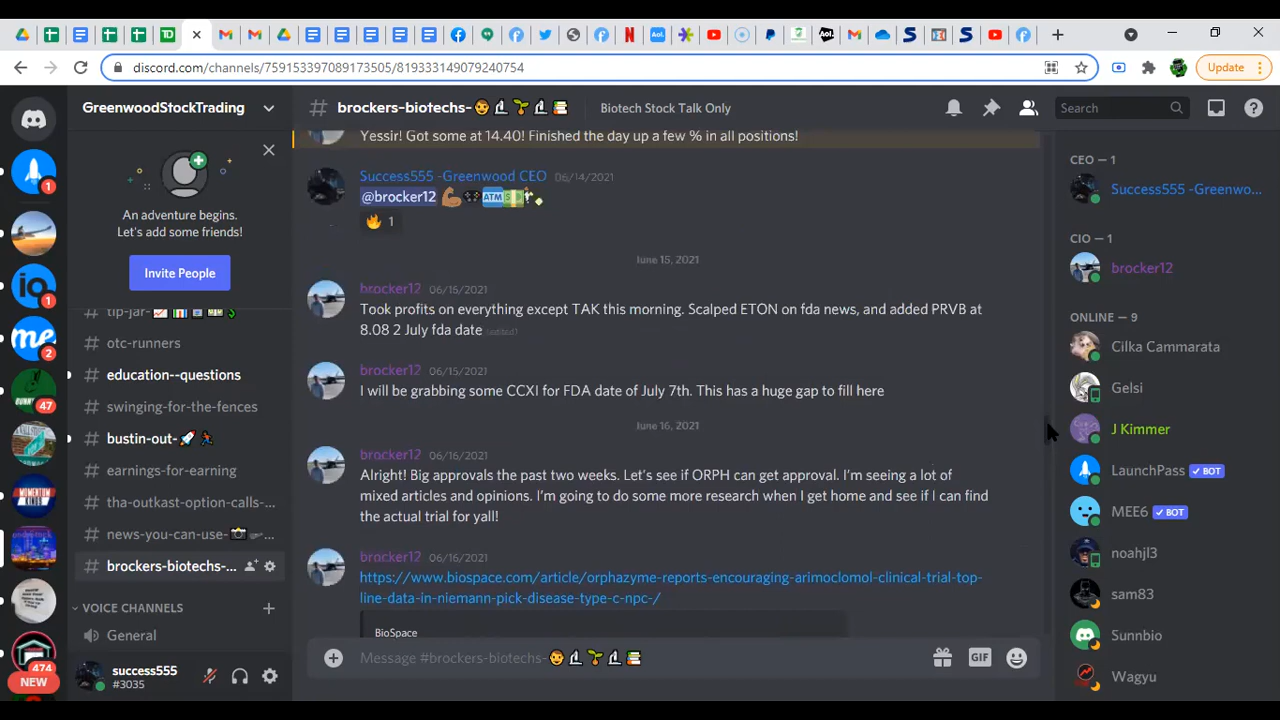 Update
discord.com/channels/759153397089173505/819333149079240754
GreenwoodStockTrading
# brockers-biotechs-
Biotech Stock Talk Only
Search
An adventure begins.
Let's add some friends!
Invite People
tip-jar-
# otc-runners
# education--questions
# swinging-for-the-fences
# bustin-out-
# earnings-for-earning
# tha-outkast-option-calls-...
# news-you-can-use-
# brockers-biotechs-...
VOICE CHANNELS
General
success555
#3035
1
1
2
47
474
NEW
Yessir! Got some at 14.40! Finished the day up a few % in all positions!
Success555 -Greenwood CEO 06/14/2021
@brocker12
1
June 15, 2021
brocker12 06/15/2021
Took profits on everything except TAK this morning. Scalped ETON on fda news, and added PRVB at
8.08 2 July fda date (edited)
brocker12 06/15/2021
I will be grabbing some CCXI for FDA date of July 7th. This has a huge gap to fill here
June 16, 2021
brocker12 06/16/2021
Alright! Big approvals the past two weeks. Let's see if ORPH can get approval. I'm seeing a lot of
mixed articles and opinions. I'm going to do some more research when I get home and see if I can find
the actual trial for yall!
brocker12 06/16/2021
https://www.biospace.com/article/orphazyme-reports-encouraging-arimoclomol-clinical-trial-top-
line-data-in-niemann-pick-disease-type-c-npc-/
BioSpace
Message #brockers-biotechs-
GIF
CEO — 1
Success555 -Greenwo...
CIO — 1
brocker12
ONLINE — 9
Cilka Cammarata
Gelsi
J Kimmer
LaunchPass BOT
MEE6 BOT
noahjl3
sam83
Sunnbio
Wagyu